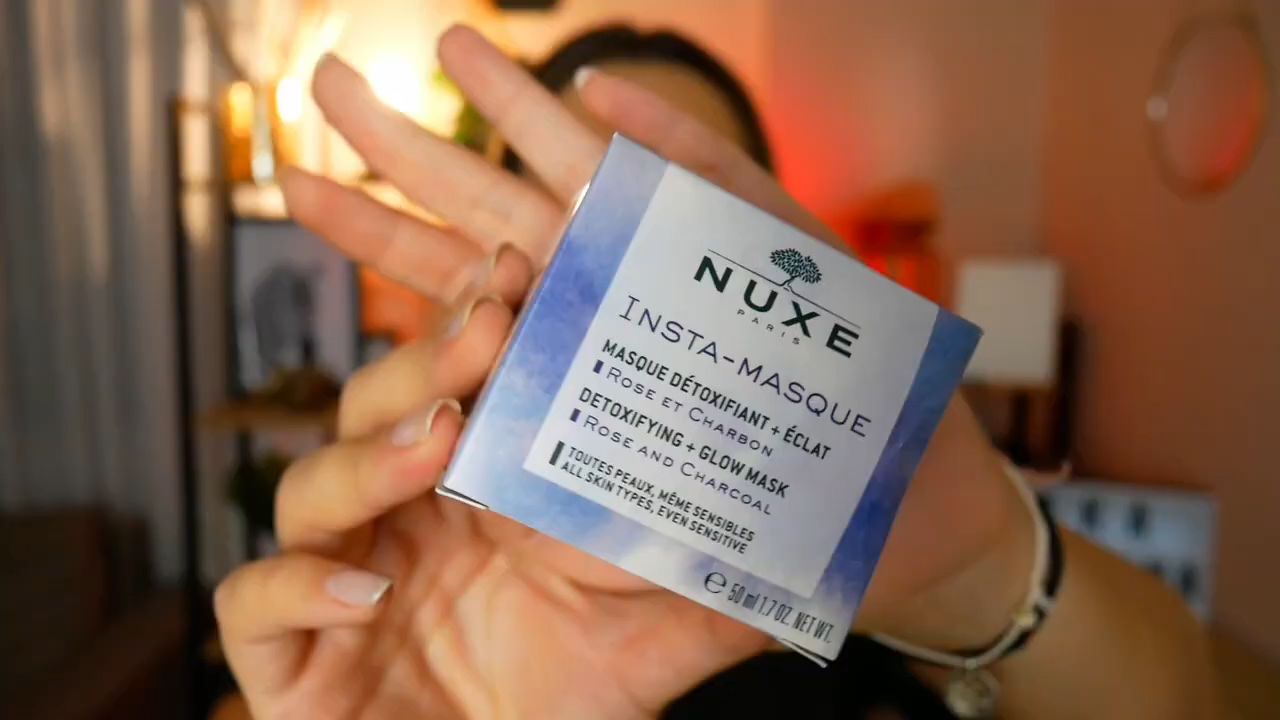 NUXE
PARIS
INSTA-MASQUE
MASQUE DÉTOXIFIANT + ÉCLAT
ROSE ET CHARBON
DETOXIFYING + GLOW MASK
ROSE AND CHARCOAL
TOUTES PEAUX, MÊME SENSIBLES
ALL SKIN TYPES, EVEN SENSITIVE
℮ 50 ml 1.7 OZ. NET WT.